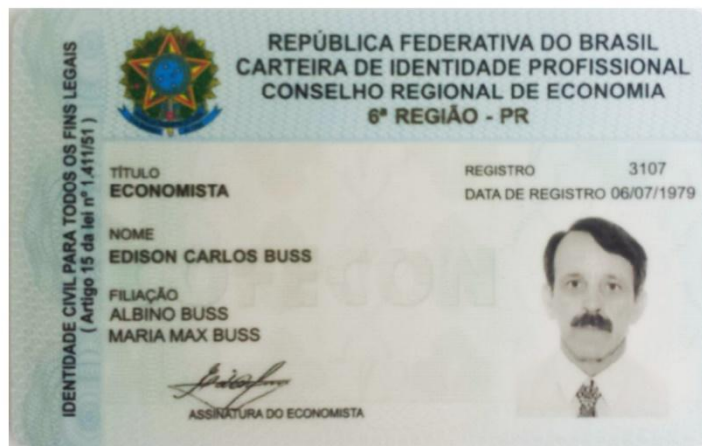 REPÚBLICA FEDERATIVA DO BRASIL
CARTEIRA DE IDENTIDADE PROFISSIONAL
CONSELHO REGIONAL DE ECONOMIA
6ª REGIÃO - PR
IDENTIDADE CIVIL PARA TODOS OS FINS LEGAIS
( Artigo 15 da lei nº 1.411/51 )
TÍTULO
ECONOMISTA
REGISTRO 3107
DATA DE REGISTRO 06/07/1979
NOME
EDISON CARLOS BUSS
FILIAÇÃO
ALBINO BUSS
MARIA MAX BUSS
ASSINATURA DO ECONOMISTA